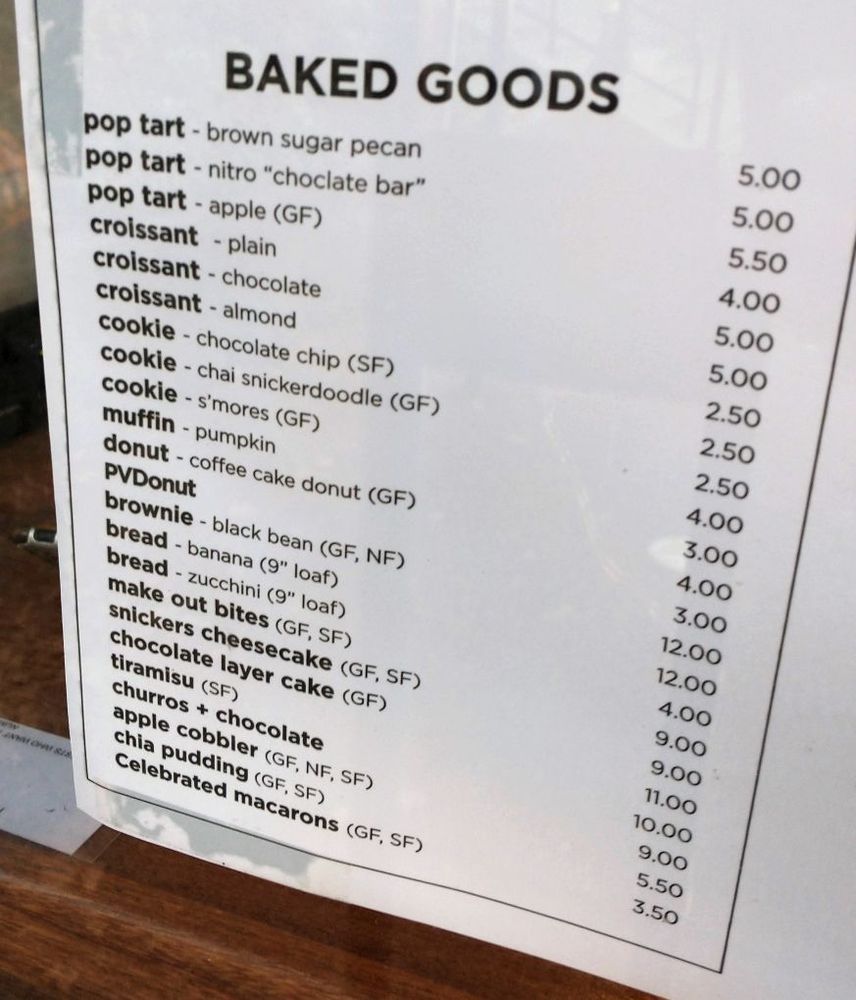 BAKED GOODS
pop tart - brown sugar pecan 5.00
pop tart - nitro “choclate bar” 5.00
pop tart - apple (GF) 5.50
croissant - plain 4.00
croissant - chocolate 5.00
croissant - almond 5.00
cookie - chocolate chip (SF) 2.50
cookie - chai snickerdoodle (GF) 2.50
cookie - s’mores (GF) 2.50
muffin - pumpkin 4.00
donut - coffee cake donut (GF) 3.00
PVDonut 4.00
brownie - black bean (GF, NF) 3.00
bread - banana (9” loaf) 12.00
bread - zucchini (9” loaf) 12.00
make out bites (GF, SF) 4.00
snickers cheesecake (GF, SF) 9.00
chocolate layer cake (GF) 9.00
tiramisu (SF) 11.00
churros + chocolate 10.00
apple cobbler (GF, NF, SF) 9.00
chia pudding (GF, SF) 5.50
Celebrated macarons (GF, SF) 3.50